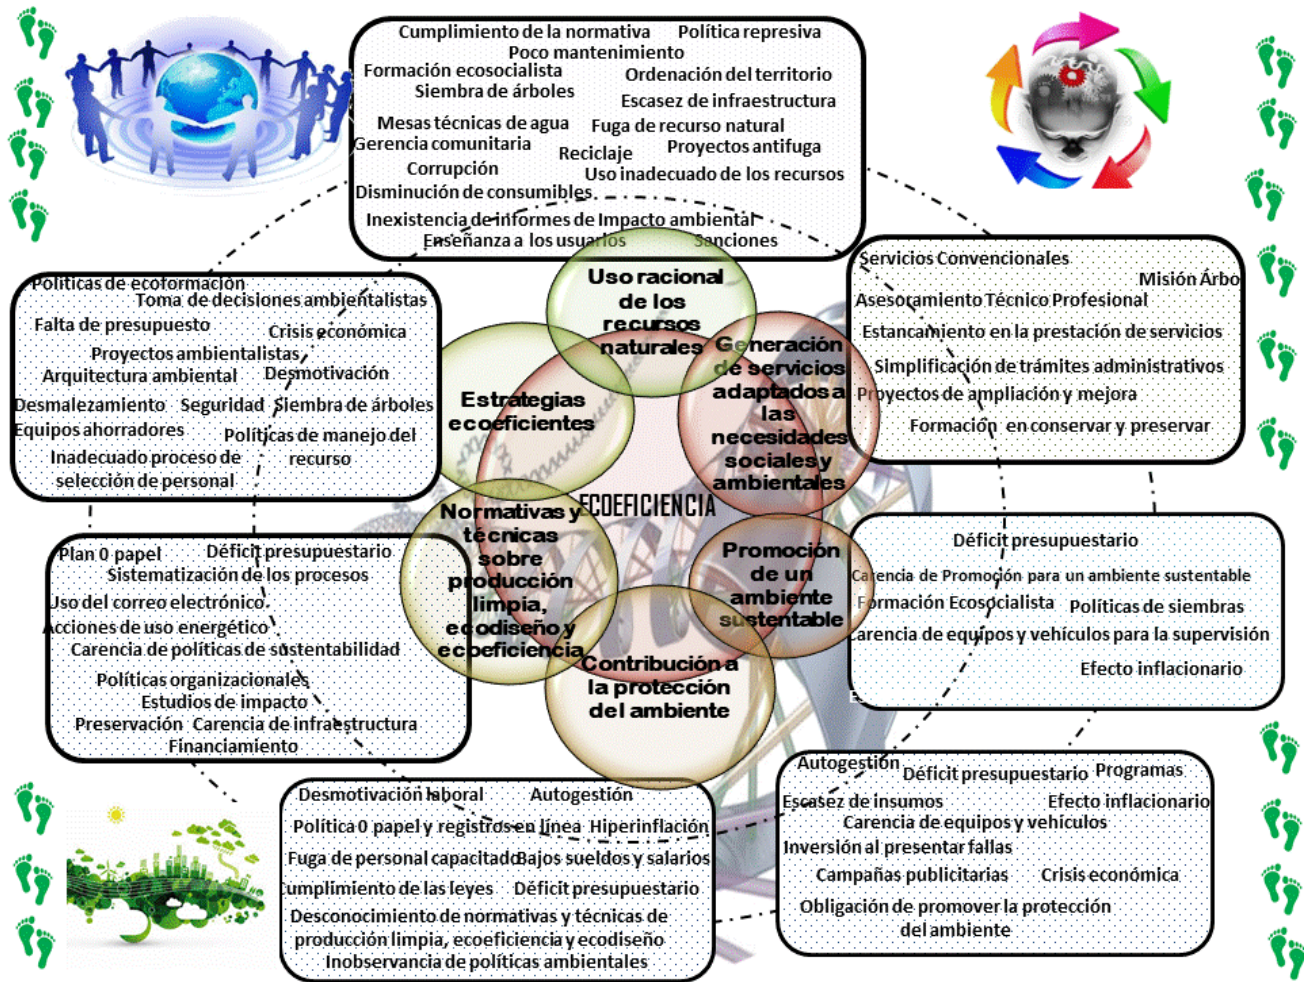 Cumplimiento de la normativa
Política represiva
Poco mantenimiento
Formación ecosocialista
Ordenación del territorio
Siembra de árboles
Escasez de infraestructura
Mesas técnicas de agua
Fuga de recurso natural
Gerencia comunitaria
Reciclaje
Proyectos antifuga
Corrupción
Uso inadecuado de los recursos
Disminución de consumibles
Inexistencia de informes de Impacto ambiental
Enseñanza a los usuarios
Sanciones
Políticas de ecoformación
Toma de decisiones ambientalistas
Falta de presupuesto
Crisis económica
Proyectos ambientalistas
Arquitectura ambiental
Desmotivación
Desmalezamiento
Seguridad
Siembra de árboles
Equipos ahorradores
Políticas de manejo del
recurso
Inadecuado proceso de
selección de personal
Uso racional
de los
recursos
naturales
Generación
de servicios
adaptados a
las
necesidades
sociales y
ambientales
Estrategias
ecoeficientes
ECOEFICIENCIA
Normativas y
técnicas
sobre
producción
limpia,
ecodiseño y
ecoeficiencia
Promoción
de un
ambiente
sustentable
Contribución a
la protección
del ambiente
Servicios Convencionales
Misión Árbo
Asesoramiento Técnico Profesional
Estancamiento en la prestación de servicios
Simplificación de trámites administrativos
Proyectos de ampliación y mejora
Formación en conservar y preservar
Plan 0 papel
Déficit presupuestario
Sistematización de los procesos
Uso del correo electrónico
Acciones de uso energético
Carencia de políticas de sustentabilidad
Políticas organizacionales
Estudios de impacto
Preservación
Carencia de infraestructura
Financiamiento
Déficit presupuestario
Carencia de Promoción para un ambiente sustentable
Formación Ecosocialista
Políticas de siembras
Carencia de equipos y vehículos para la supervisión
Efecto inflacionario
Desmotivación laboral
Autogestión
Política 0 papel y registros en línea
Hiperinflación
Fuga de personal capacitado
Bajos sueldos y salarios
Cumplimiento de las leyes
Déficit presupuestario
Desconocimiento de normativas y técnicas de
producción limpia, ecoeficiencia y ecodiseño
Inobservancia de políticas ambientales
Autogestión
Déficit presupuestario
Programas
Escasez de insumos
Efecto inflacionario
Carencia de equipos y vehículos
Inversión al presentar fallas
Campañas publicitarias
Crisis económica
Obligación de promover la protección
del ambiente